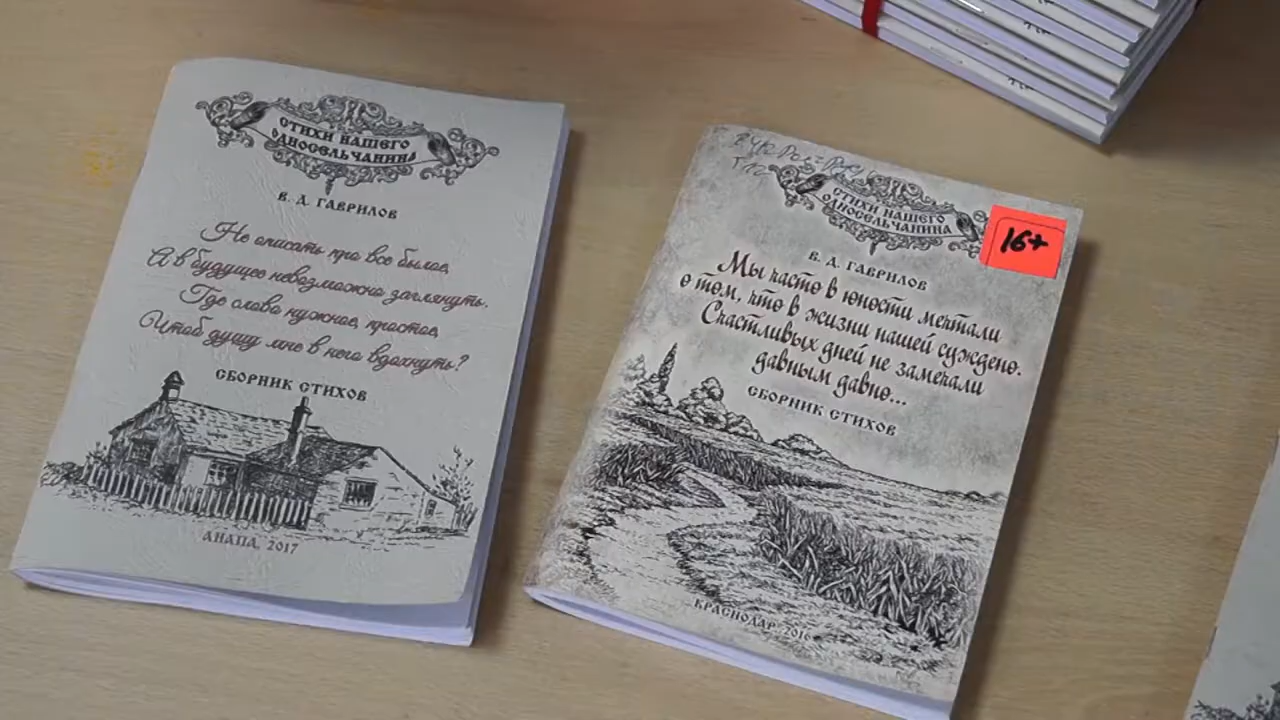 СТИХИ НАШЕГО
ОДНОСЕЛЬЧАНИНА
В. Д. ГАВРИЛОВ
Не описать про все былое,
А в будущее невозможно заглянуть.
Где слово нужное, простое,
Чтоб душу мне в него вдохнуть?
СБОРНИК СТИХОВ
АНАПА, 2017
СТИХИ НАШЕГО
ОДНОСЕЛЬЧАНИНА
16+
В. Д. ГАВРИЛОВ
Мы часто в юности мечтали
о том, что в жизни нашей суждено.
Счастливых дней не замечали
давным давно...
СБОРНИК СТИХОВ
КРАСНОДАР, 2016